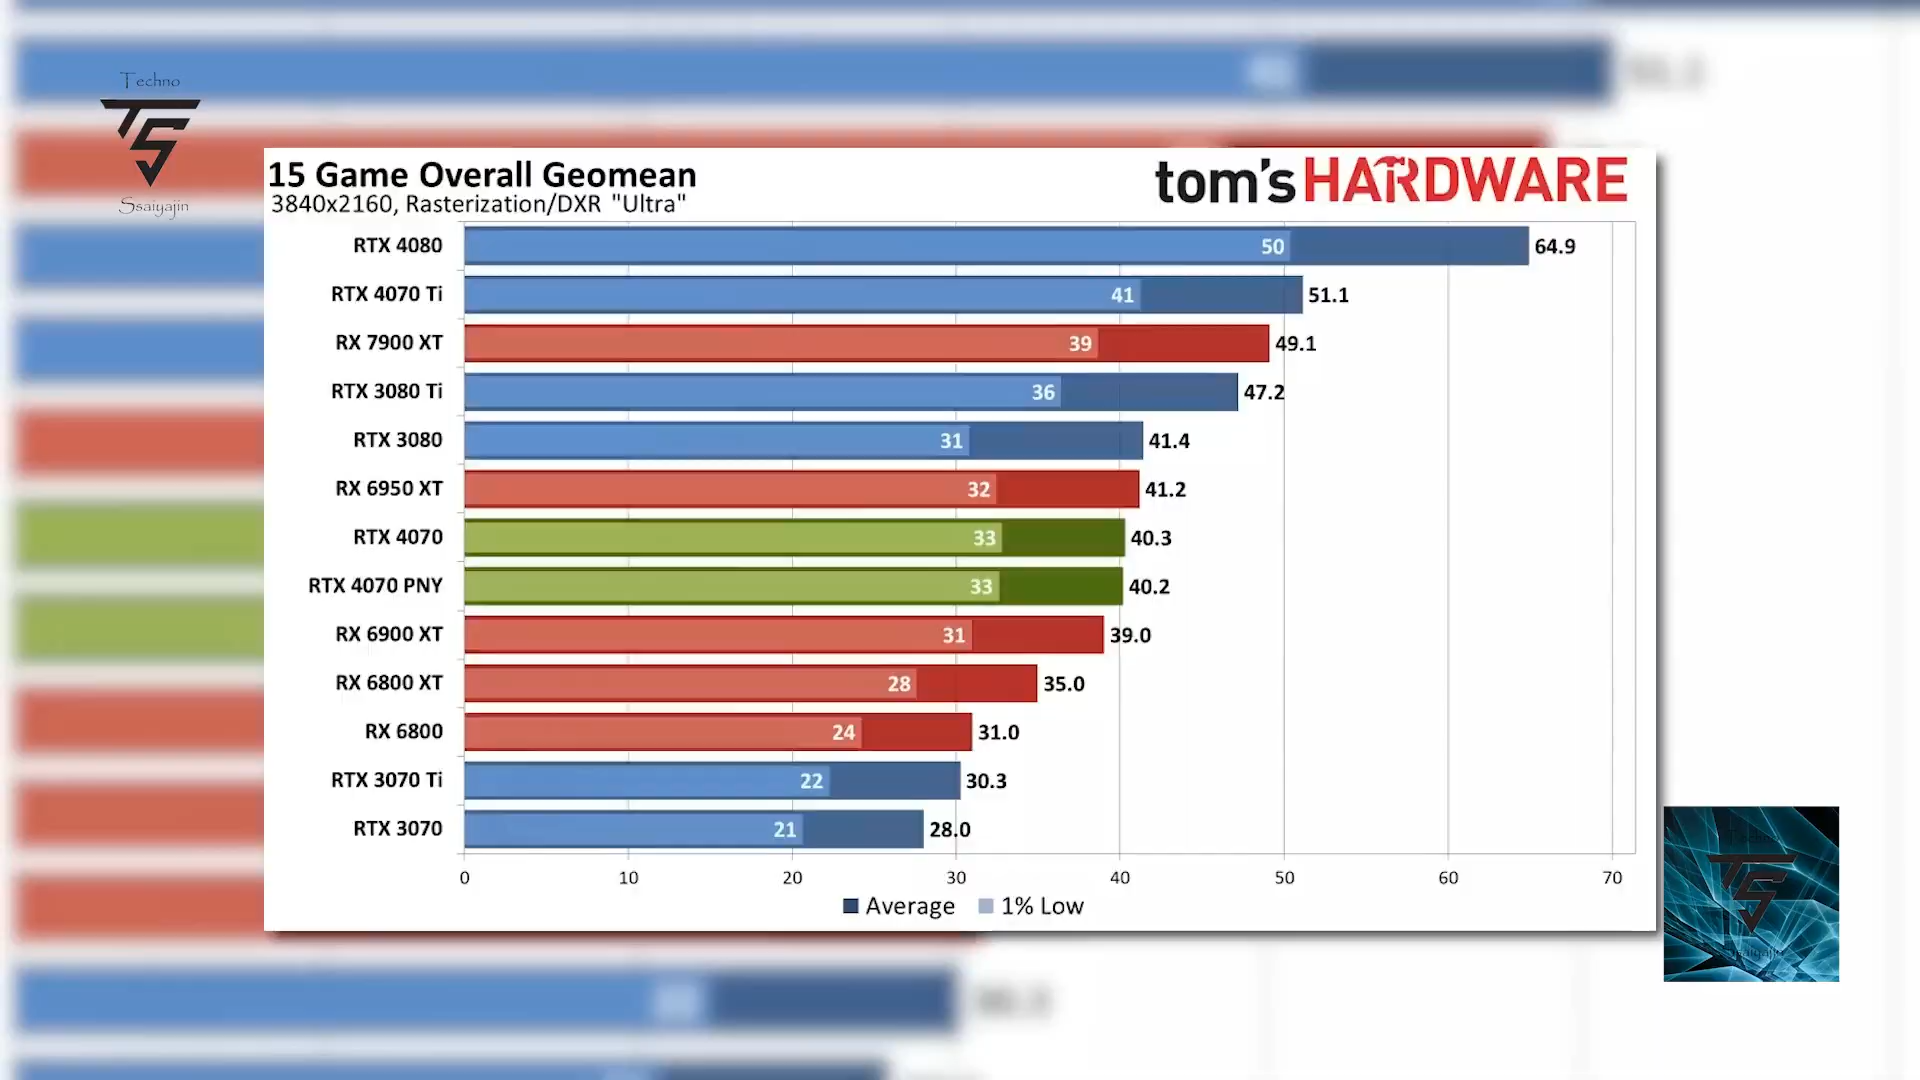 Techno
TS
Ssaiyajin
15 Game Overall Geomean
3840x2160, Rasterization/DXR "Ultra"
tom's HARDWARE
RTX 4080 50 64.9
RTX 4070 Ti 41 51.1
RX 7900 XT 39 49.1
RTX 3080 Ti 36 47.2
RTX 3080 31 41.4
RX 6950 XT 32 41.2
RTX 4070 33 40.3
RTX 4070 PNY 33 40.2
RX 6900 XT 31 39.0
RX 6800 XT 28 35.0
RX 6800 24 31.0
RTX 3070 Ti 22 30.3
RTX 3070 21 28.0
0 10 20 30 40 50 60 70
Average 1% Low
Techno
TS
Ssaiyajin